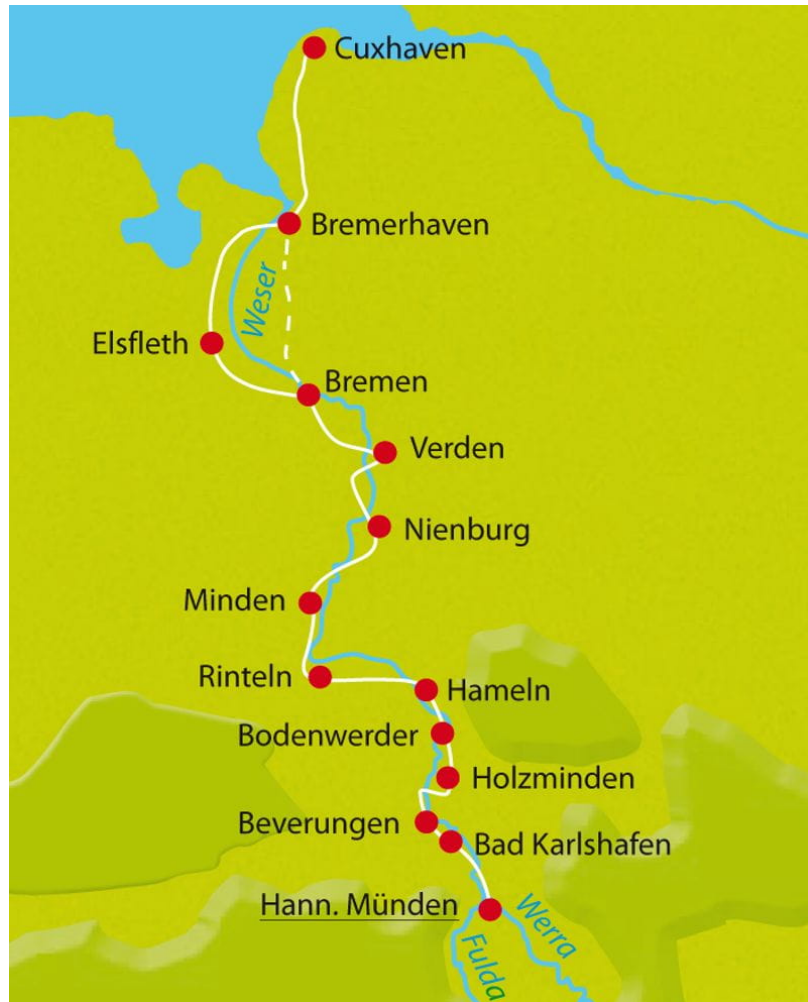 Cuxhaven
Bremerhaven
Weser
Elsfleth
Bremen
Verden
Nienburg
Minden
Rinteln
Hameln
Bodenwerder
Holzminden
Beverungen
Bad Karlshafen
Hann. Münden
Werra
Fulda